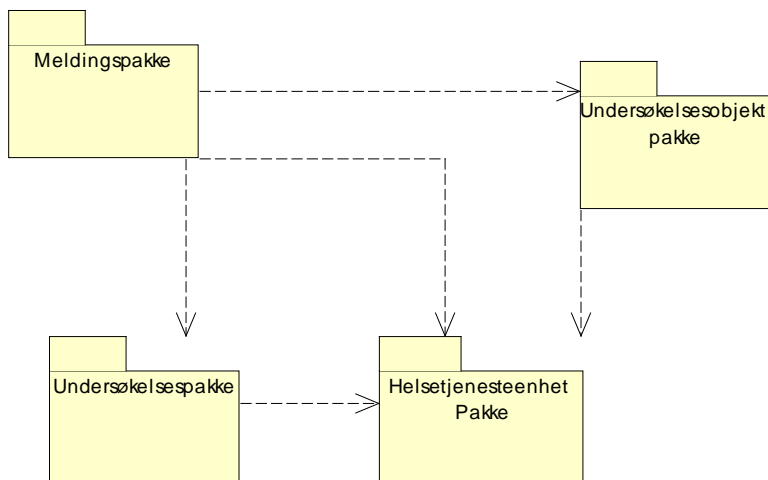 Meldingspakke
Undersøkelsesobjekt
pakke
Undersøkelsespakke
Helsetjenesteenhet
Pakke